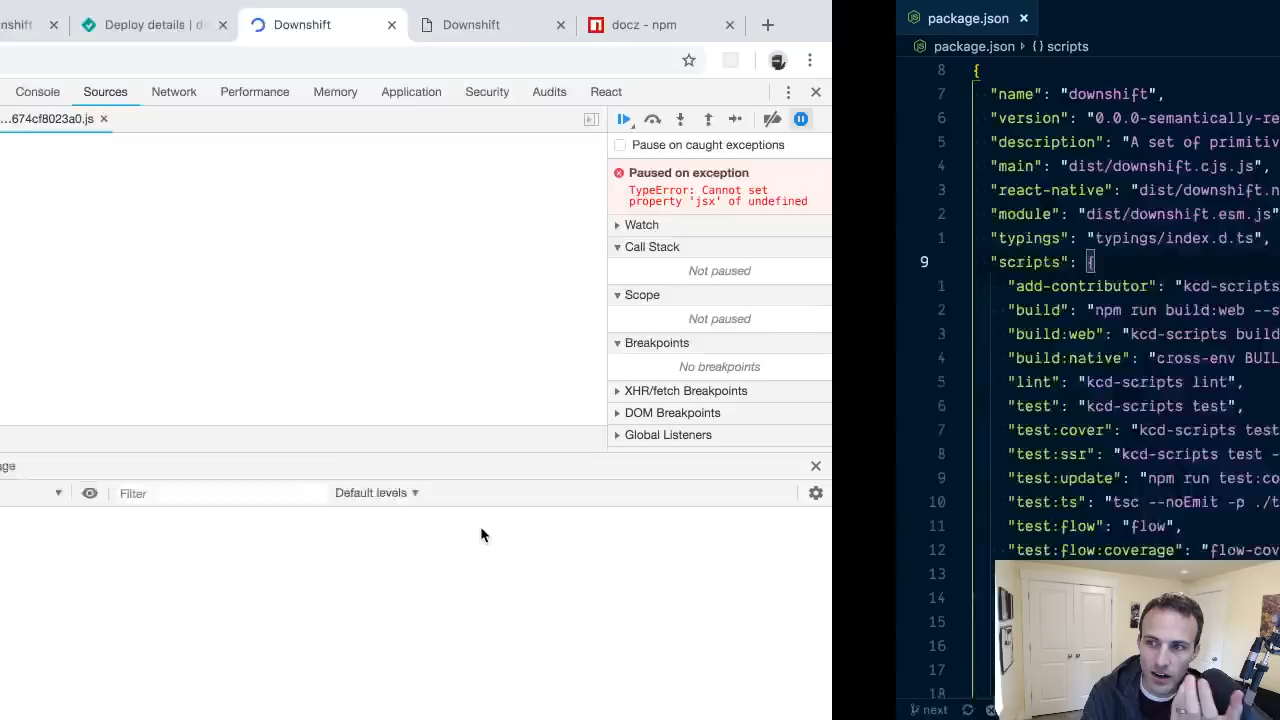 nshift
Deploy details | d
Downshift
Downshift
docz - npm
Console
Sources
Network
Performance
Memory
Application
Security
Audits
React
...674cf8023a0.js
Pause on caught exceptions
Paused on exception
TypeError: Cannot set
property 'jsx' of undefined
Watch
Call Stack
Not paused
Scope
Not paused
Breakpoints
No breakpoints
XHR/fetch Breakpoints
DOM Breakpoints
Global Listeners
age
Filter
Default levels
package.json
package.json › {} scripts
8 {
7 "name": "downshift",
6 "version": "0.0.0-semantically-re
5 "description": "A set of primitiv
4 "main": "dist/downshift.cjs.js",
3 "react-native": "dist/downshift.n
2 "module": "dist/downshift.esm.js"
1 "typings": "typings/index.d.ts",
9 "scripts": {
1 "add-contributor": "kcd-scripts
2 "build": "npm run build:web --s
3 "build:web": "kcd-scripts build
4 "build:native": "cross-env BUIL
5 "lint": "kcd-scripts lint",
6 "test": "kcd-scripts test",
7 "test:cover": "kcd-scripts test
8 "test:ssr": "kcd-scripts test -
9 "test:update": "npm run test:co
10 "test:ts": "tsc --noEmit -p ./t
11 "test:flow": "flow",
12 "test:flow:coverage": "flow-cov
13
14
15
16
17
18
next